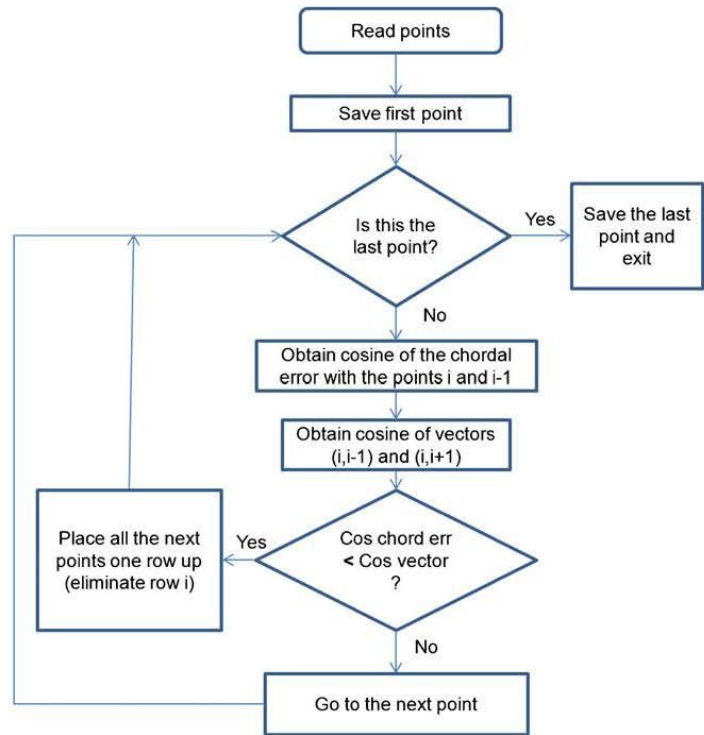 Read points
Save first point
Is this the
last point?
Yes
Save the last
point and
exit
No
Obtain cosine of the chordal
error with the points i and i-1
Obtain cosine of vectors
(i,i-1) and (i,i+1)
Cos chord err
< Cos vector
?
Yes
Place all the next
points one row up
(eliminate row i)
No
Go to the next point